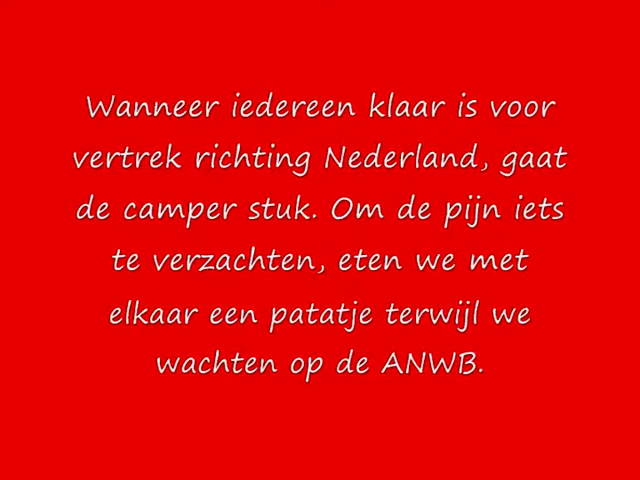 Wanneer iedereen klaar is voor
vertrek richting Nederland, gaat
de camper stuk. Om de pijn iets
te verzachten, eten we met
elkaar een patatje terwijl we
wachten op de ANWB.